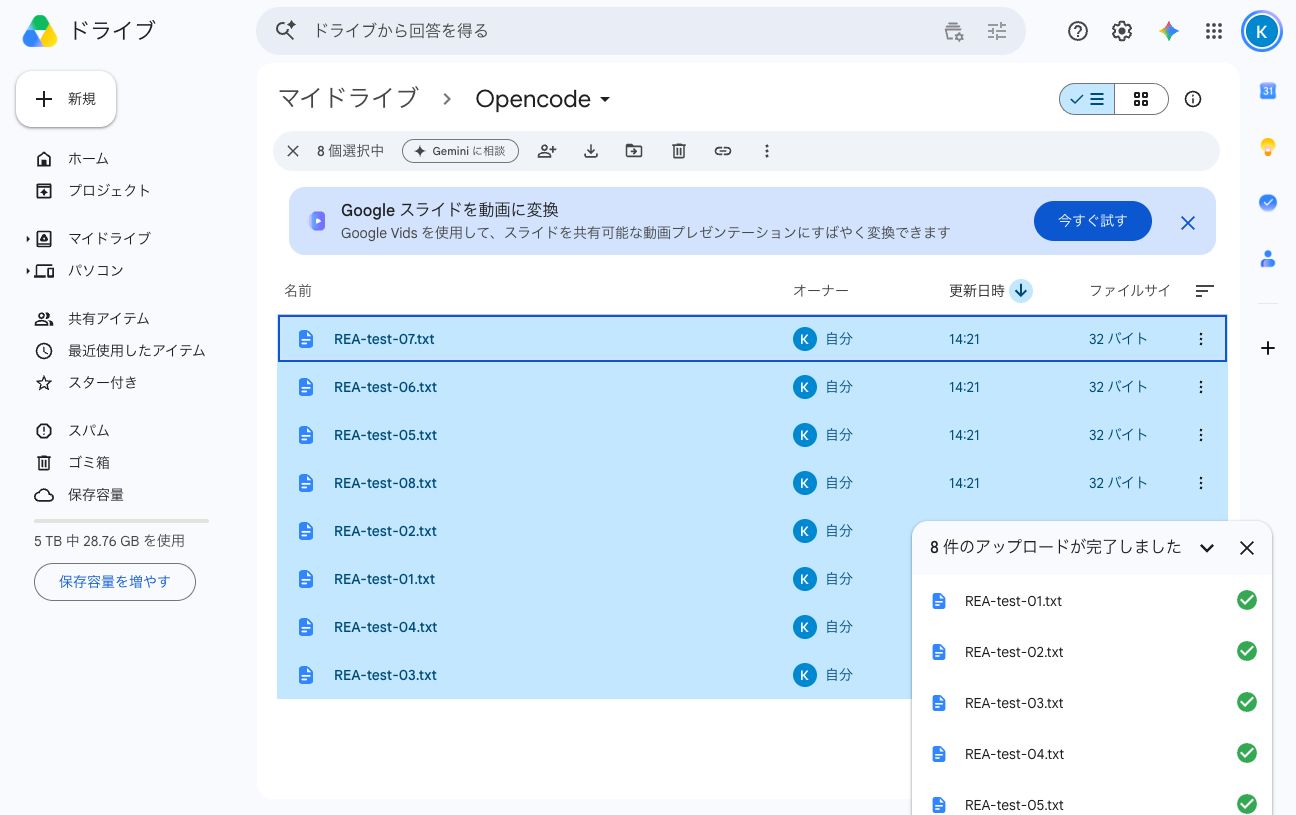 ドライブ
ドライブから回答を得る
K
新規
ホーム
プロジェクト
マイドライブ
パソコン
共有アイテム
最近使用したアイテム
スター付き
スパム
ゴミ箱
保存容量
5 TB 中 28.76 GB を使用
保存容量を増やす
マイドライブ › Opencode
8 個選択中 Gemini に相談
Google スライドを動画に変換
Google Vids を使用して、スライドを共有可能な動画プレゼンテーションにすばやく変換できます
今すぐ試す
名前 オーナー 更新日時 ファイルサイ
REA-test-07.txt K 自分 14:21 32 バイト
REA-test-06.txt K 自分 14:21 32 バイト
REA-test-05.txt K 自分 14:21 32 バイト
REA-test-08.txt K 自分 14:21 32 バイト
REA-test-02.txt K 自分
REA-test-01.txt K 自分
REA-test-04.txt K 自分
REA-test-03.txt K 自分
8 件のアップロードが完了しました
REA-test-01.txt
REA-test-02.txt
REA-test-03.txt
REA-test-04.txt
REA-test-05.txt
31